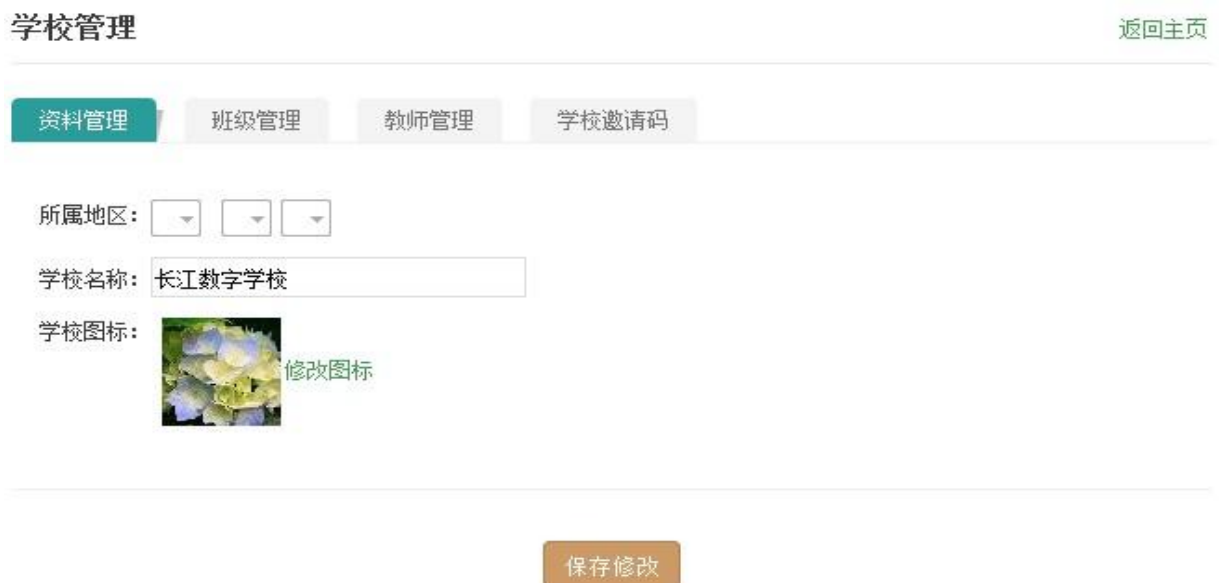 学校管理
返回主页
资料管理 班级管理 教师管理 学校邀请码
所属地区：
学校名称： 长江数字学校
学校图标：
修改图标
保存修改